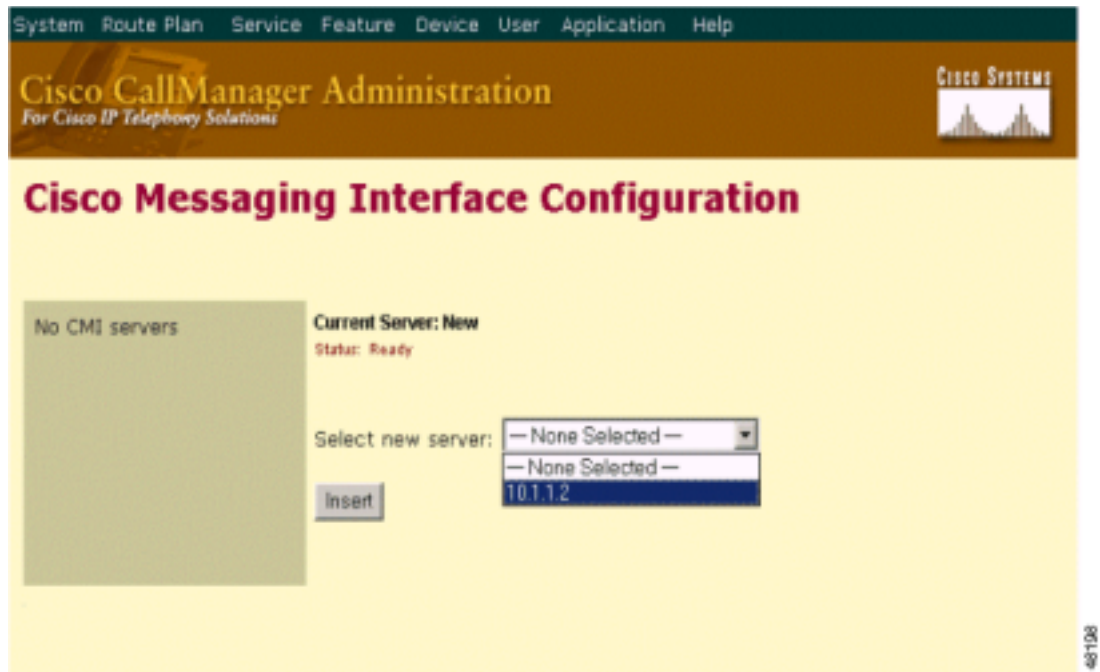 System Route Plan Service Feature Device User Application Help
Cisco CallManager Administration
For Cisco IP Telephony Solutions
CISCO SYSTEMS
Cisco Messaging Interface Configuration
No CMI servers
Current Server: New
Status: Ready
Select new server: — None Selected —
— None Selected —
10.1.1.2
Insert
48198